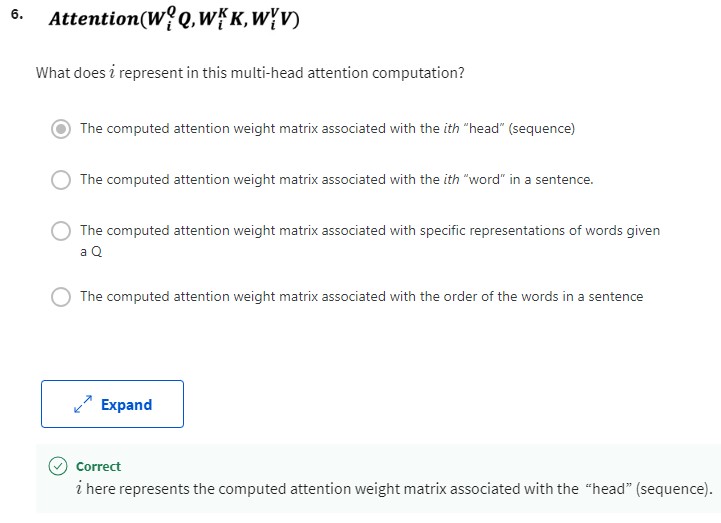 6. Attention(W_i^Q Q, W_i^K K, W_i^V V)
What does i represent in this multi-head attention computation?
The computed attention weight matrix associated with the ith “head” (sequence)
The computed attention weight matrix associated with the ith “word” in a sentence.
The computed attention weight matrix associated with specific representations of words given
a Q
The computed attention weight matrix associated with the order of the words in a sentence
Expand
Correct
i here represents the computed attention weight matrix associated with the “head” (sequence).